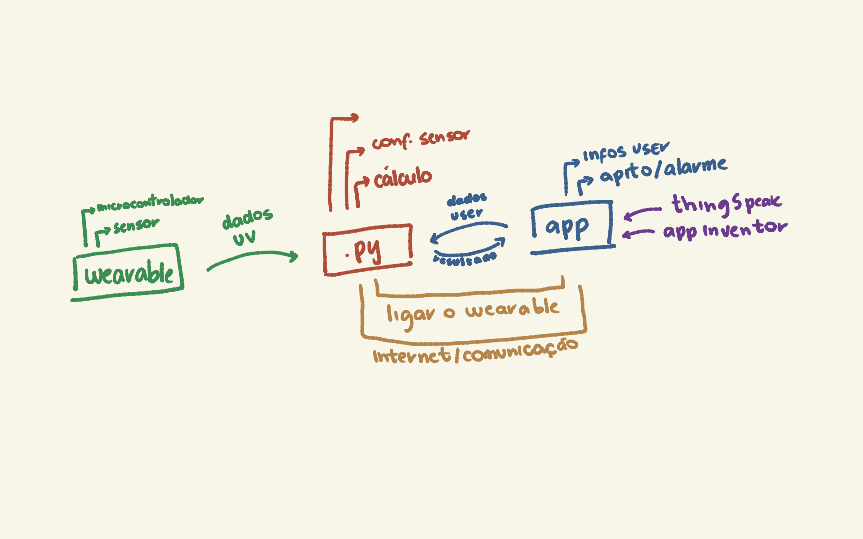 microcontrolador
sensor
wearable
dados
UV
conf. sensor
cálculo
.py
dados
user
resultado
infos user
apito/alarme
app
thingSpeak
app inventor
ligar o wearable
internet/comunicação